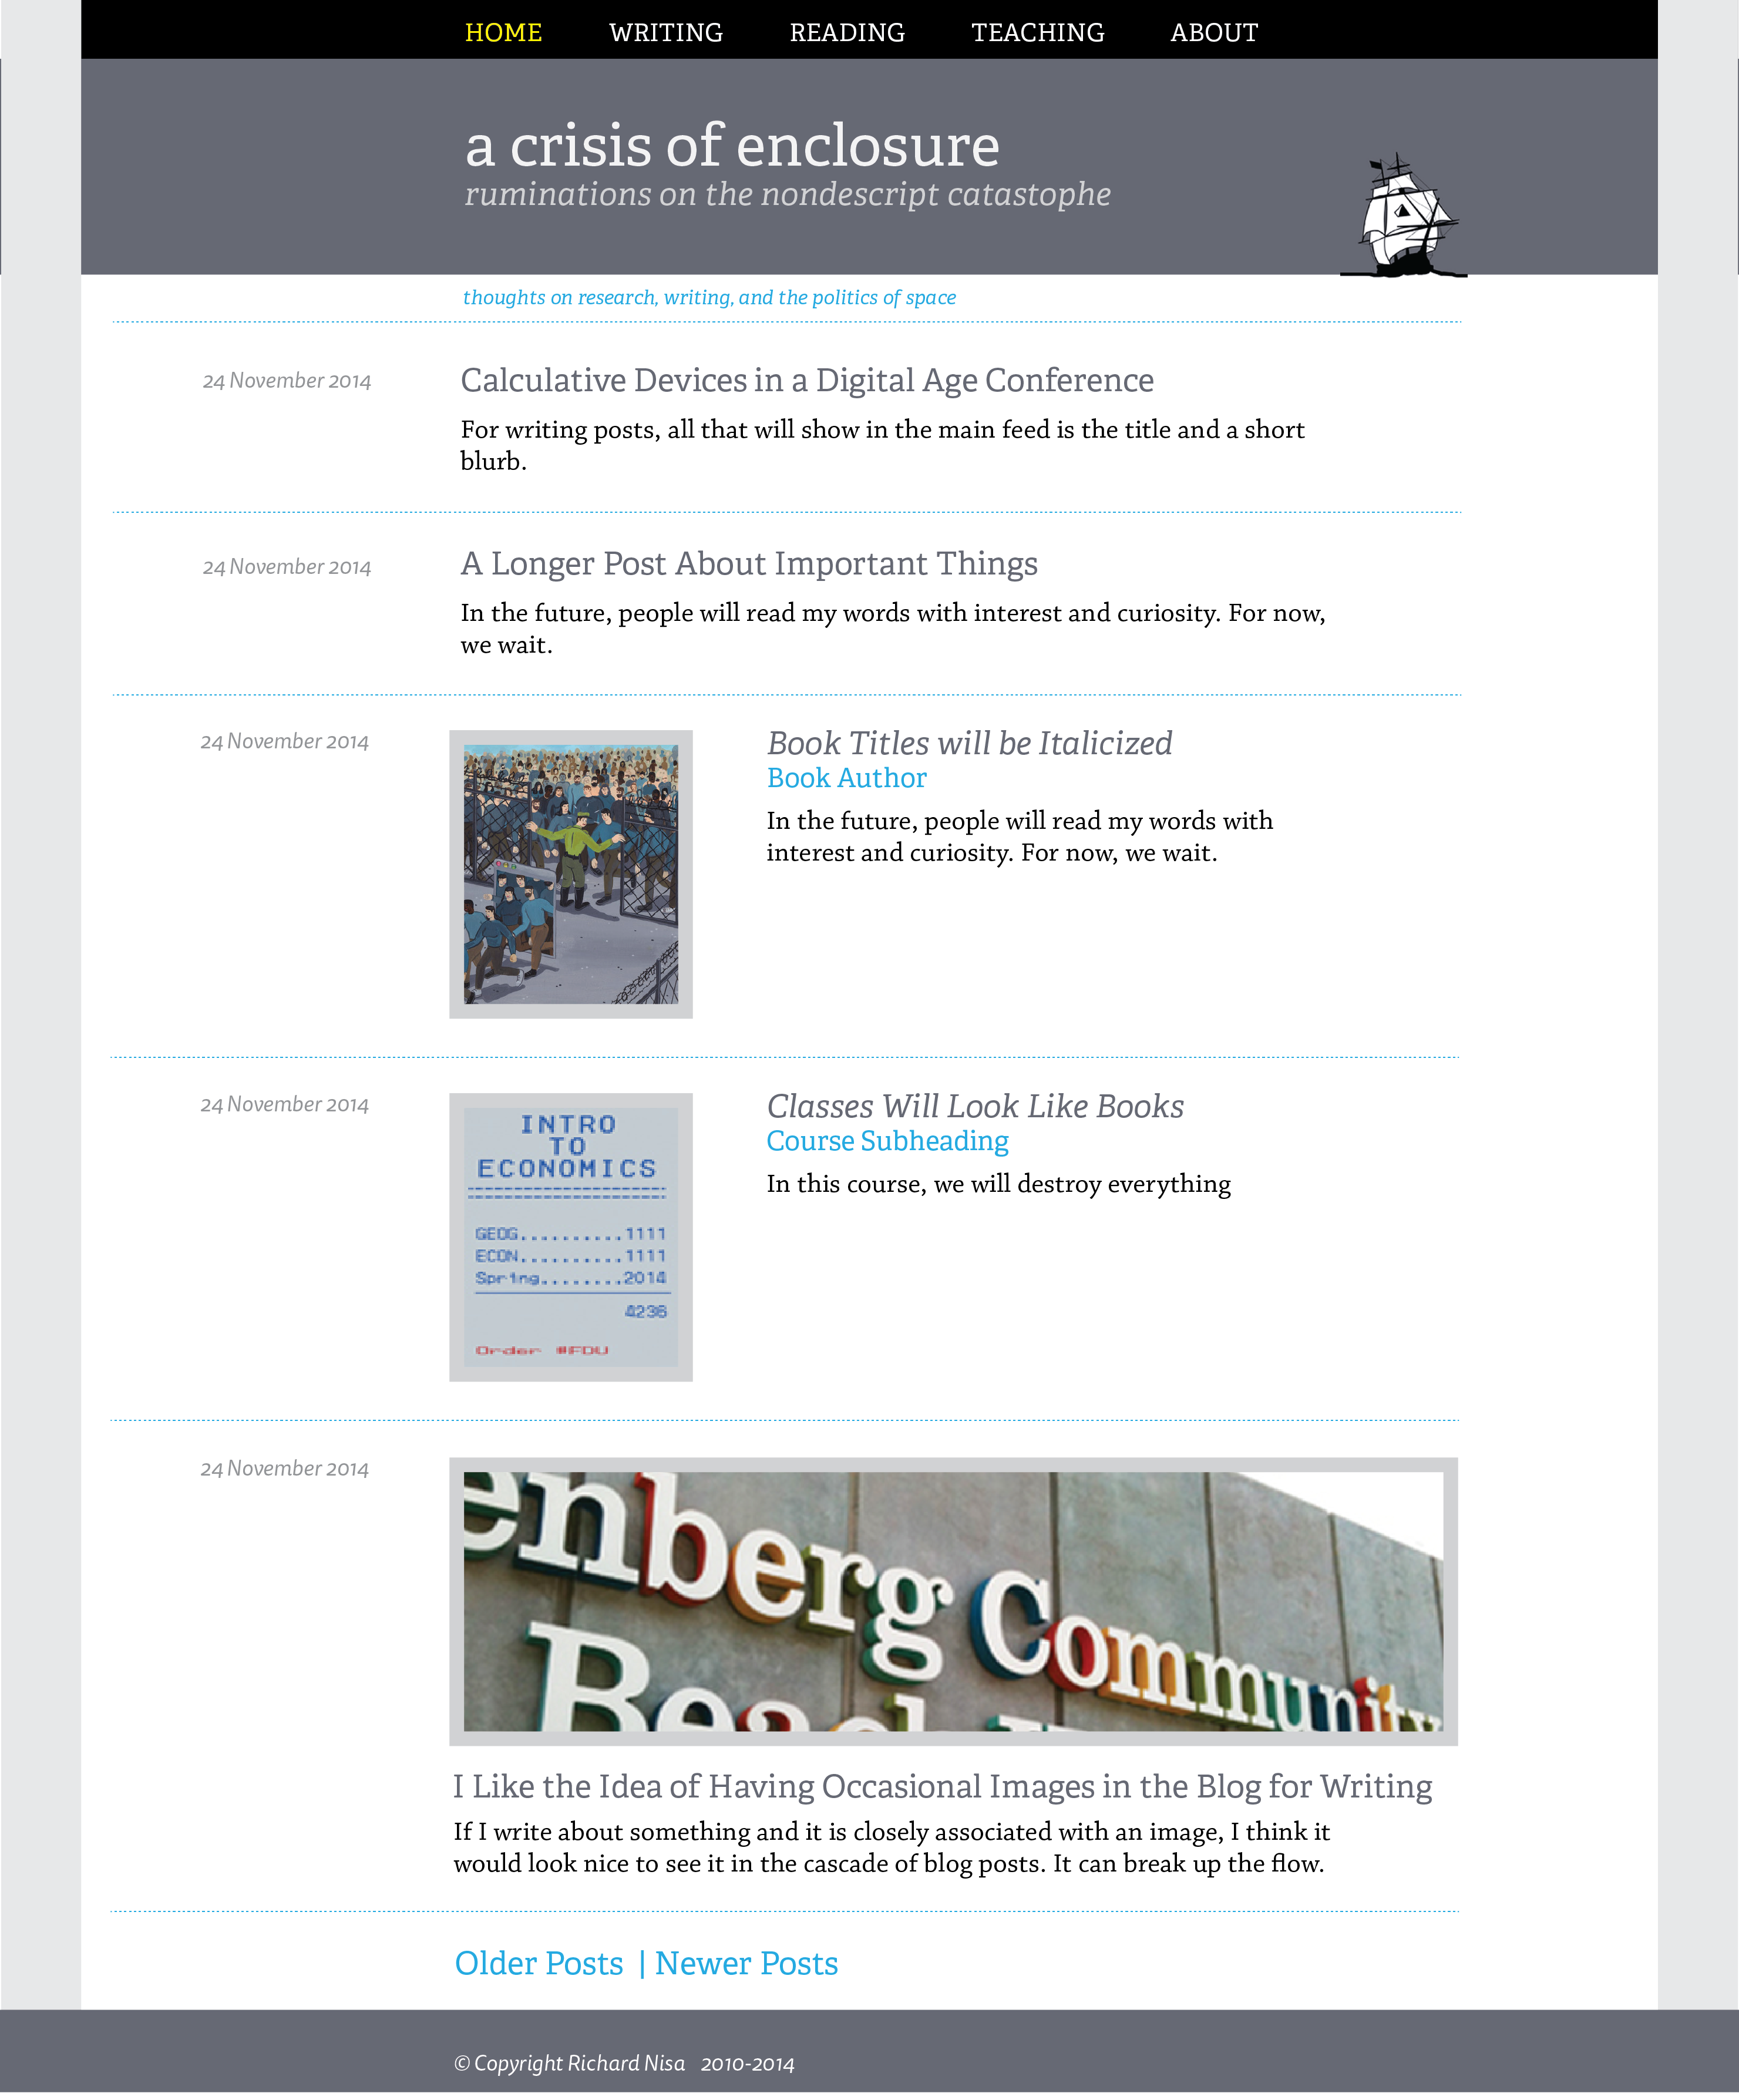 HOME WRITING READING TEACHING ABOUT
a crisis of enclosure
ruminations on the nondescript catastophe
thoughts on research, writing, and the politics of space
24 November 2014
Calculative Devices in a Digital Age Conference
For writing posts, all that will show in the main feed is the title and a short
blurb.
24 November 2014
A Longer Post About Important Things
In the future, people will read my words with interest and curiosity. For now,
we wait.
24 November 2014
Book Titles will be Italicized
Book Author
In the future, people will read my words with
interest and curiosity. For now, we wait.
24 November 2014
INTRO
TO
ECONOMICS
GEOG..........1111
ECON..........1111
Spring........2014
4236
Order #FDU
Classes Will Look Like Books
Course Subheading
In this course, we will destroy everything
24 November 2014
enberg Community
I Like the Idea of Having Occasional Images in the Blog for Writing
If I write about something and it is closely associated with an image, I think it
would look nice to see it in the cascade of blog posts. It can break up the flow.
Older Posts | Newer Posts
© Copyright Richard Nisa 2010-2014